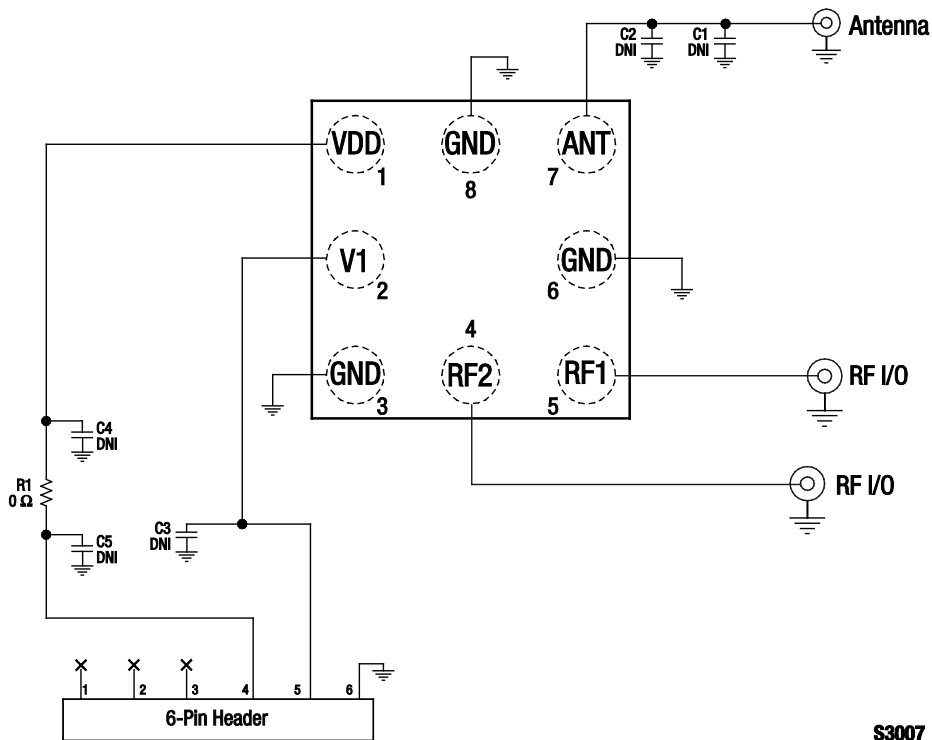 C2
DNI
C1
DNI
Antenna
VDD
1
GND
8
ANT
7
V1
2
GND
6
GND
3
4
RF2
RF1
5
RF I/O
RF I/O
C4
DNI
R1
0 Ω
C5
DNI
C3
DNI
1
2
3
4
5
6
6-Pin Header
S3007